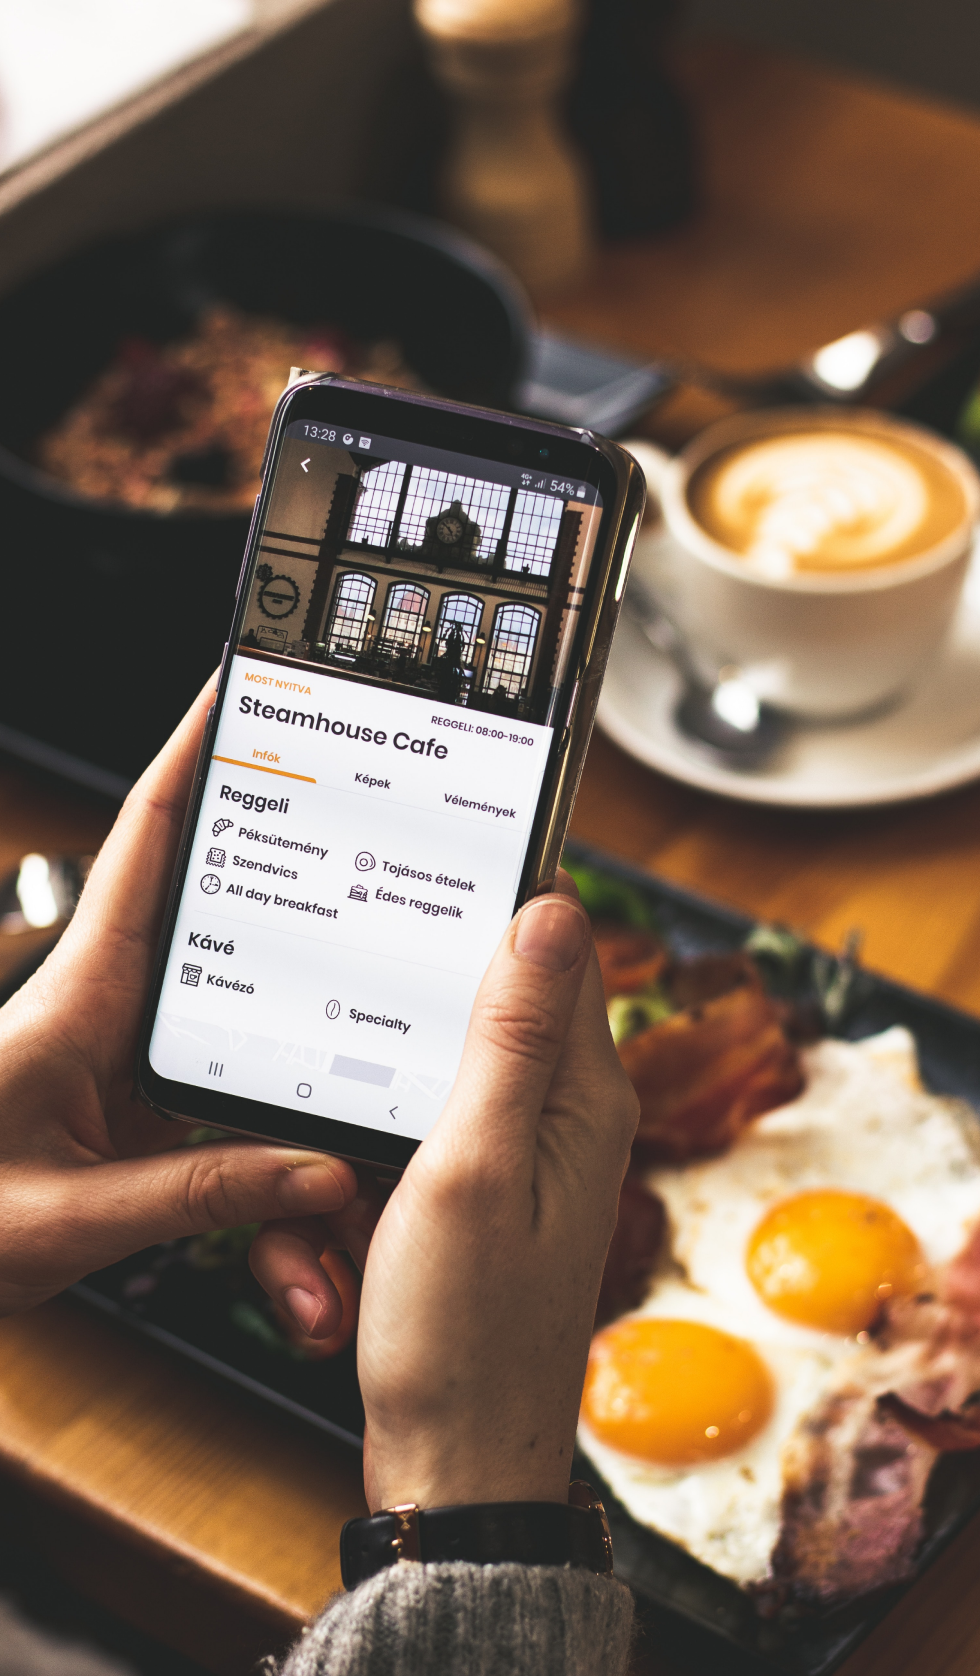 13:28
4G+ 54%
MOST NYITVA
REGGELI: 08:00-19:00
Steamhouse Cafe
Infók Képek Vélemények
Reggeli
Péksütemény Tojásos ételek
Szendvics Édes reggelik
All day breakfast
Kávé
Kávézó Specialty